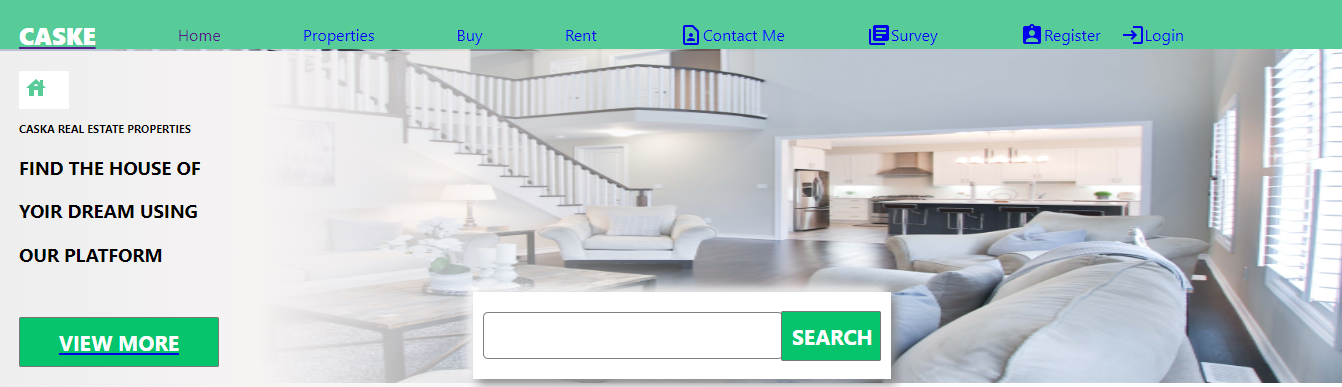 CASKE Home Properties Buy Rent Contact Me Survey Register Login
CASKA REAL ESTATE PROPERTIES
FIND THE HOUSE OF
YOIR DREAM USING
OUR PLATFORM
VIEW MORE
SEARCH